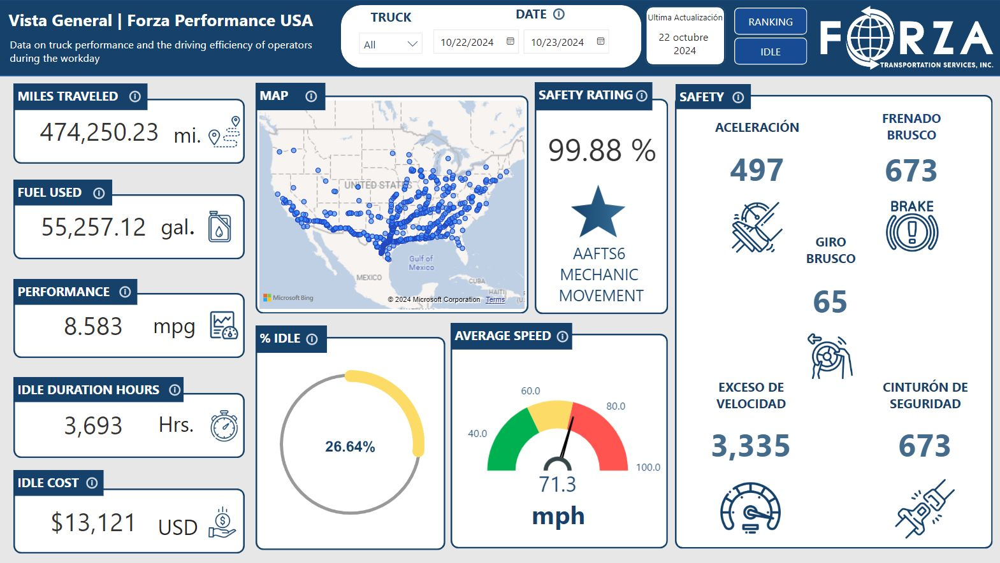 Vista General | Forza Performance USA
Data on truck performance and the driving efficiency of operators
during the workday
TRUCK
All
DATE
10/22/2024
10/23/2024
Ultima Actualización
22 octubre
2024
RANKING
IDLE
FORZA
TRANSPORTATION SERVICES, INC.
MILES TRAVELED
474,250.23 mi.
FUEL USED
55,257.12 gal.
PERFORMANCE
8.583 mpg
IDLE DURATION HOURS
3,693 Hrs.
IDLE COST
$13,121 USD
MAP
UNITED STATES
Gulf of
Mexico
MEXICO
CUBA
HAITI
(U.
Microsoft Bing
© 2024 Microsoft Corporation Terms
SAFETY RATING
99.88 %
AAFTS6
MECHANIC
MOVEMENT
% IDLE
26.64%
AVERAGE SPEED
40.0
60.0
80.0
100.0
71.3
mph
SAFETY
ACELERACIÓN
497
FRENADO
BRUSCO
673
BRAKE
GIRO
BRUSCO
65
EXCESO DE
VELOCIDAD
3,335
CINTURÓN DE
SEGURIDAD
673